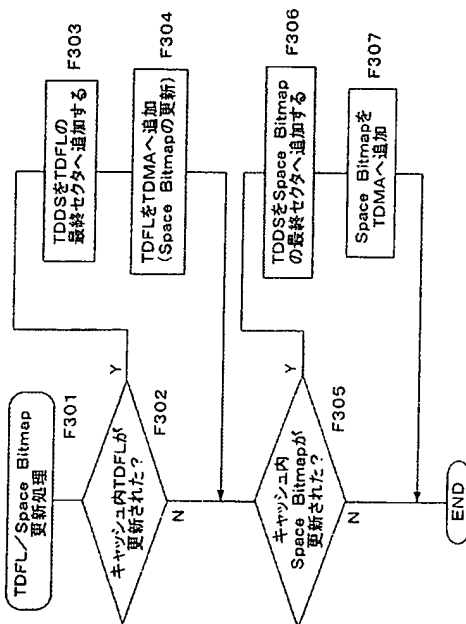 TDFL／Space Bitmap
更新処理
F301
キャッシュ内TDFLが
更新された？
F302
Y
N
TDDSをTDFLの
最終セクタへ追加する
F303
TDFLをTDMAへ追加
(Space Bitmapの更新)
F304
キャッシュ内
Space Bitmapが
更新された？
F305
Y
N
TDDSをSpace Bitmap
の最終セクタへ追加する
F306
Space Bitmapを
TDMAへ追加
F307
END